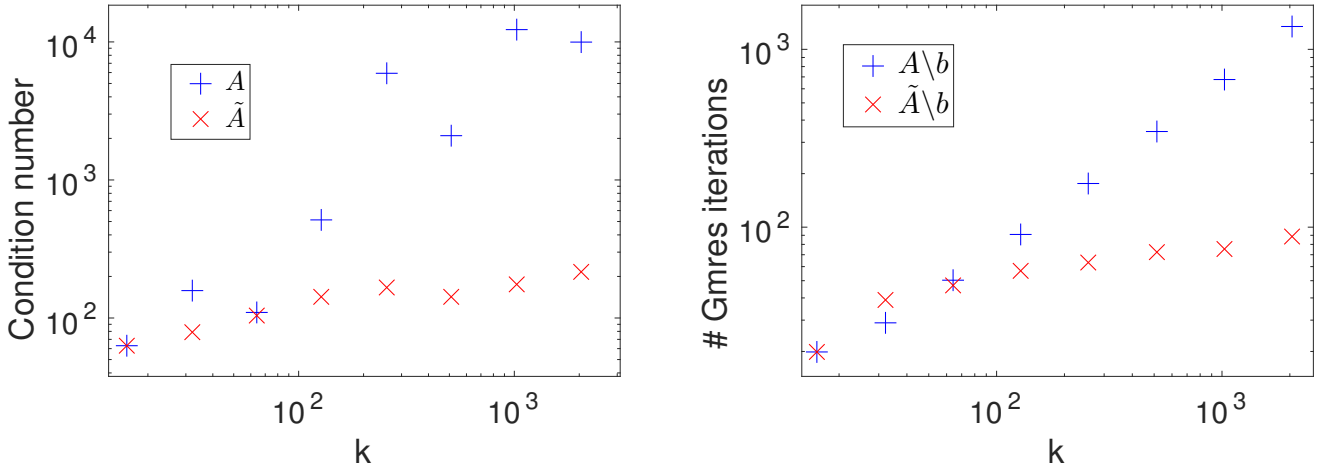 Condition number
10^4
10^3
10^2
A
Ã
10^2
10^3
k
# Gmres iterations
10^3
10^2
A\b
Ã\b
10^2
10^3
k